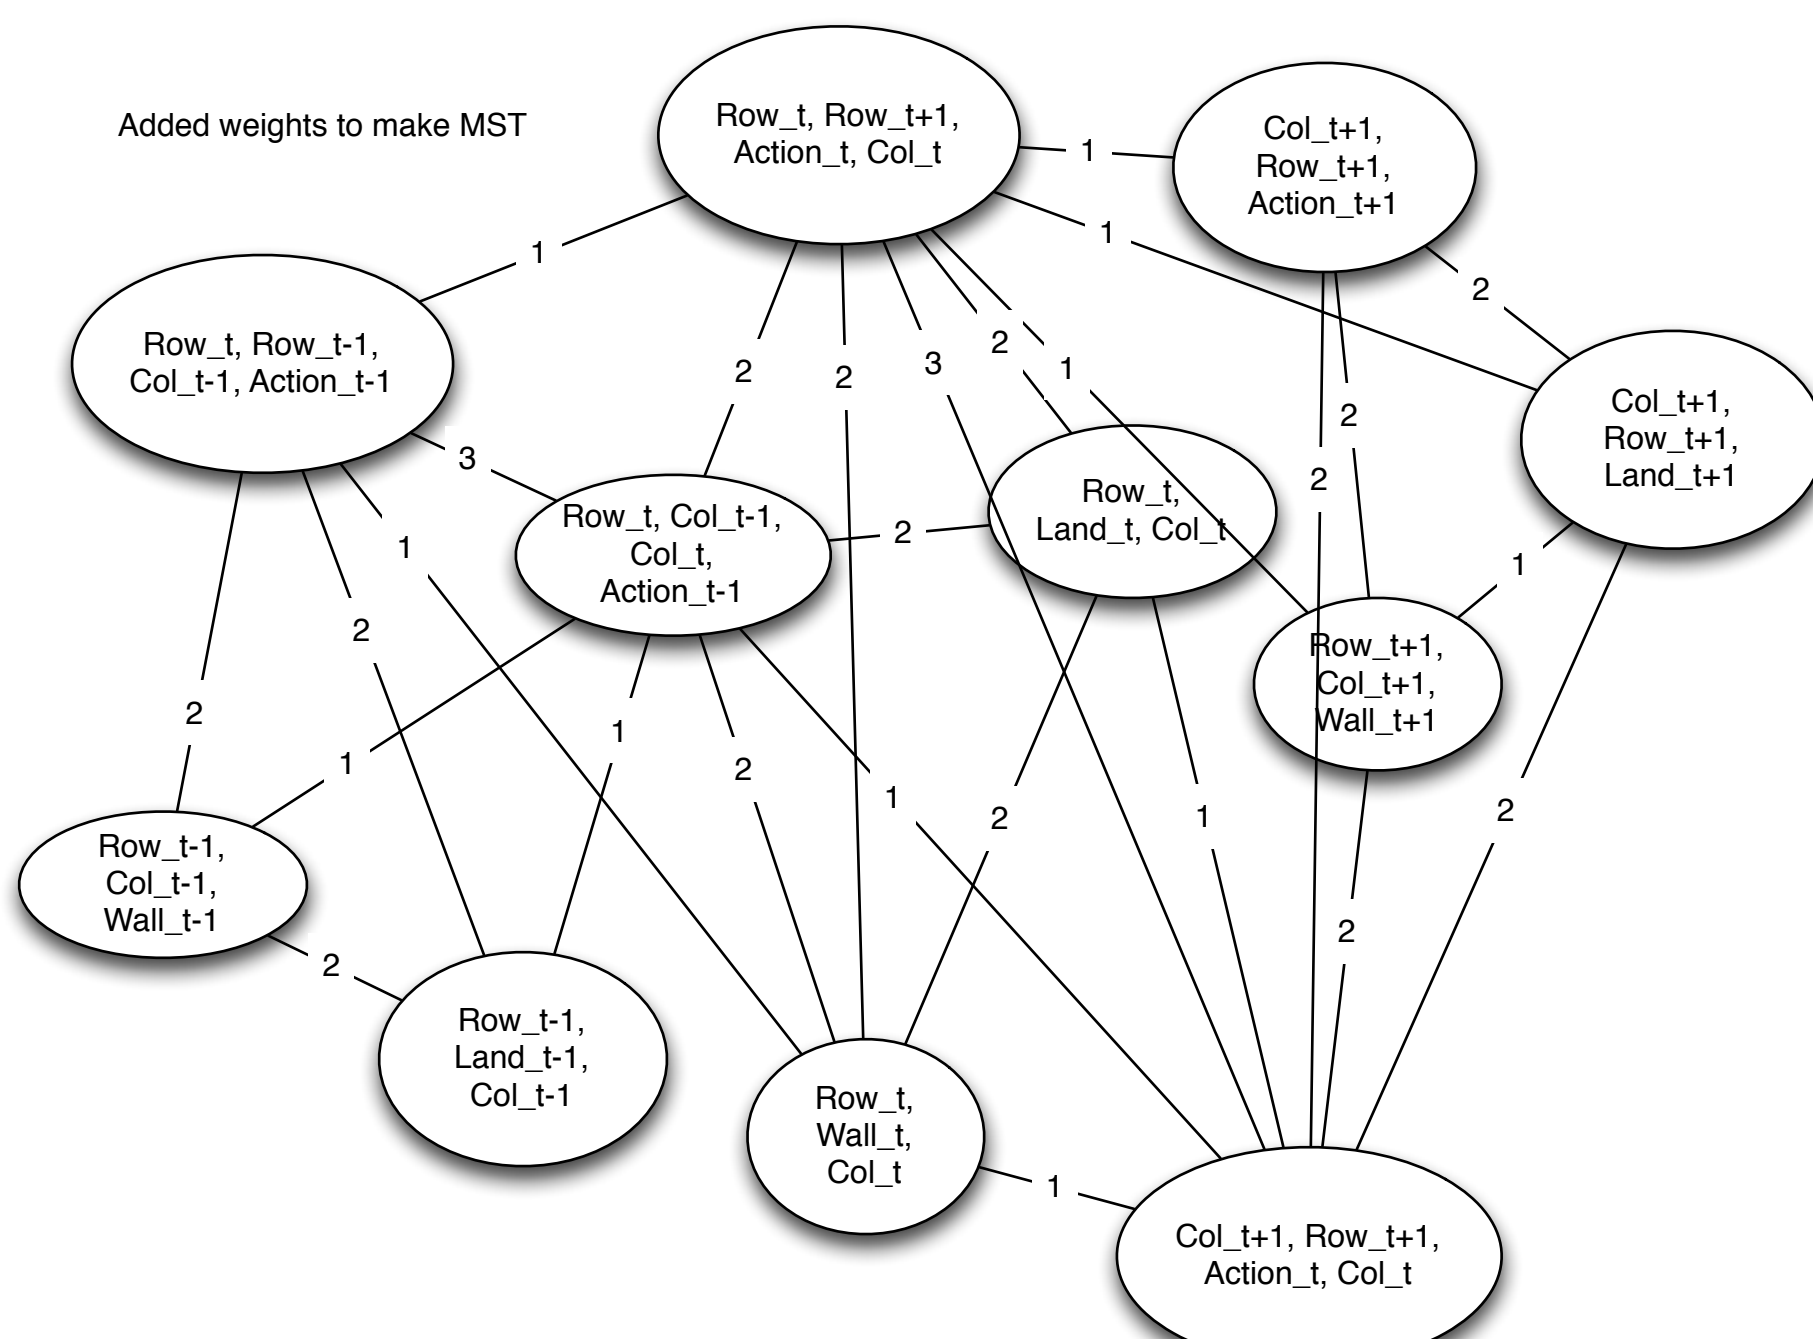 Added weights to make MST
Row_t, Row_t+1,
Action_t, Col_t
Col_t+1,
Row_t+1,
Action_t+1
1
1
1
2
Row_t, Row_t-1,
Col_t-1, Action_t-1
2
2
3
2
1
2
2
Col_t+1,
Row_t+1,
Land_t+1
3
Row_t, Col_t-1,
Col_t,
Action_t-1
2
Row_t,
Land_t, Col_t
1
1
2
Row_t+1,
Col_t+1,
Wall_t+1
2
1
1
2
1
2
1
2
2
Row_t-1,
Col_t-1,
Wall_t-1
2
2
Row_t-1,
Land_t-1,
Col_t-1
Row_t,
Wall_t,
Col_t
1
Col_t+1, Row_t+1,
Action_t, Col_t